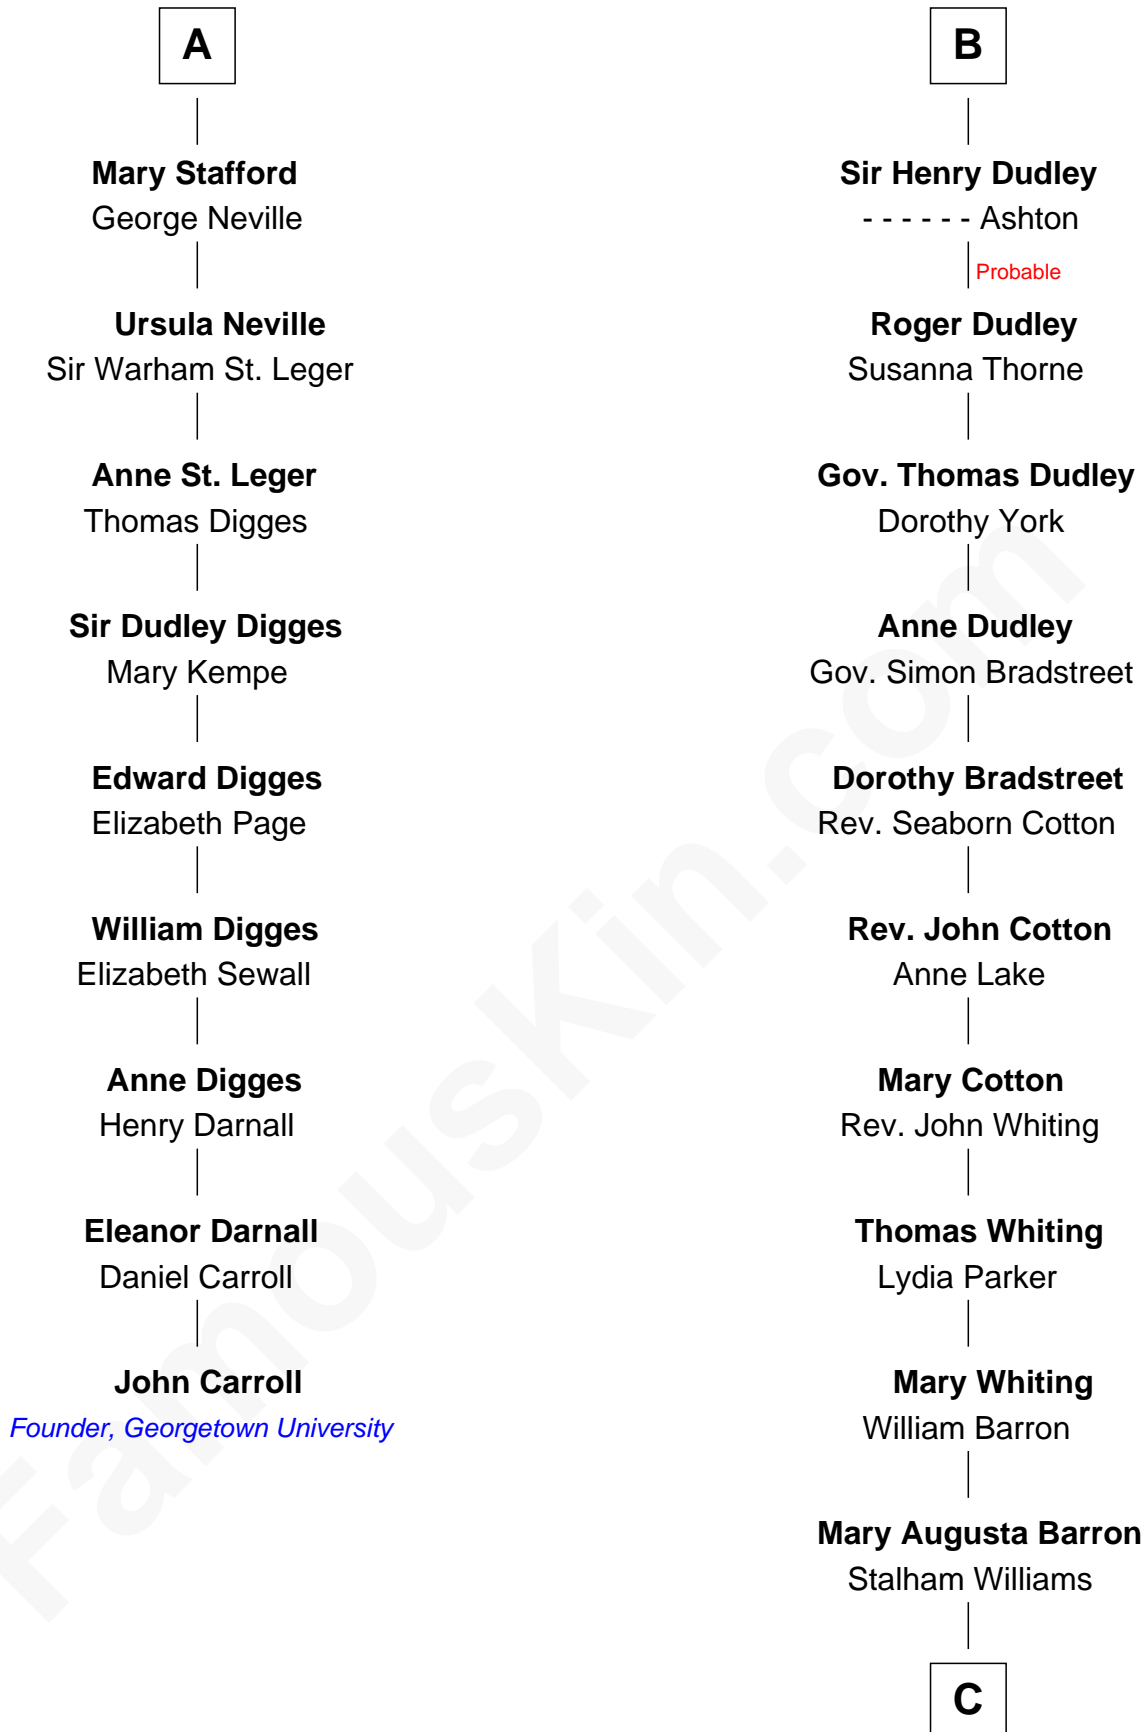 A
Mary Stafford
George Neville
Ursula Neville
Sir Warham St. Leger
Anne St. Leger
Thomas Digges
Sir Dudley Digges
Mary Kempe
Edward Digges
Elizabeth Page
William Digges
Elizabeth Sewall
Anne Digges
Henry Darnall
Eleanor Darnall
Daniel Carroll
John Carroll
Founder, Georgetown University
B
Sir Henry Dudley
- - - - - - Ashton
Probable
Roger Dudley
Susanna Thorne
Gov. Thomas Dudley
Dorothy York
Anne Dudley
Gov. Simon Bradstreet
Dorothy Bradstreet
Rev. Seaborn Cotton
Rev. John Cotton
Anne Lake
Mary Cotton
Rev. John Whiting
Thomas Whiting
Lydia Parker
Mary Whiting
William Barron
Mary Augusta Barron
Stalham Williams
C
FamousKin.com